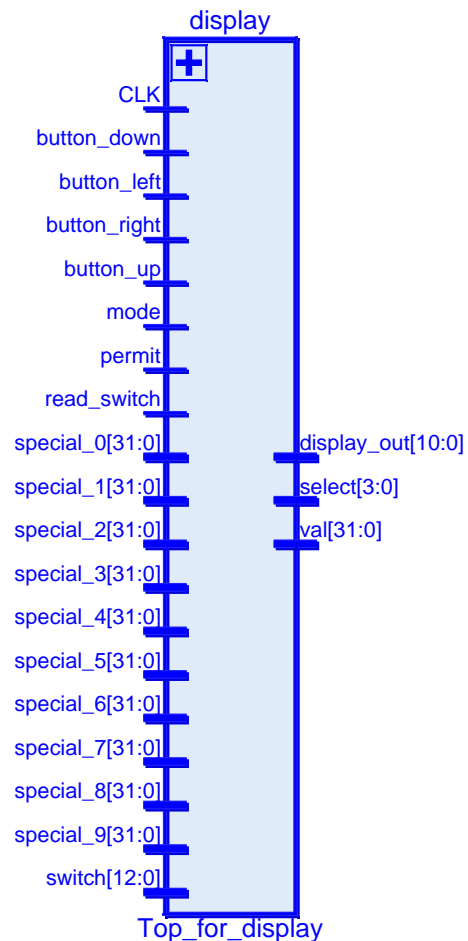 display
CLK
button_down
button_left
button_right
button_up
mode
permit
read_switch
special_0[31:0]
display_out[10:0]
special_1[31:0]
select[3:0]
special_2[31:0]
val[31:0]
special_3[31:0]
special_4[31:0]
special_5[31:0]
special_6[31:0]
special_7[31:0]
special_8[31:0]
special_9[31:0]
switch[12:0]
Top_for_display